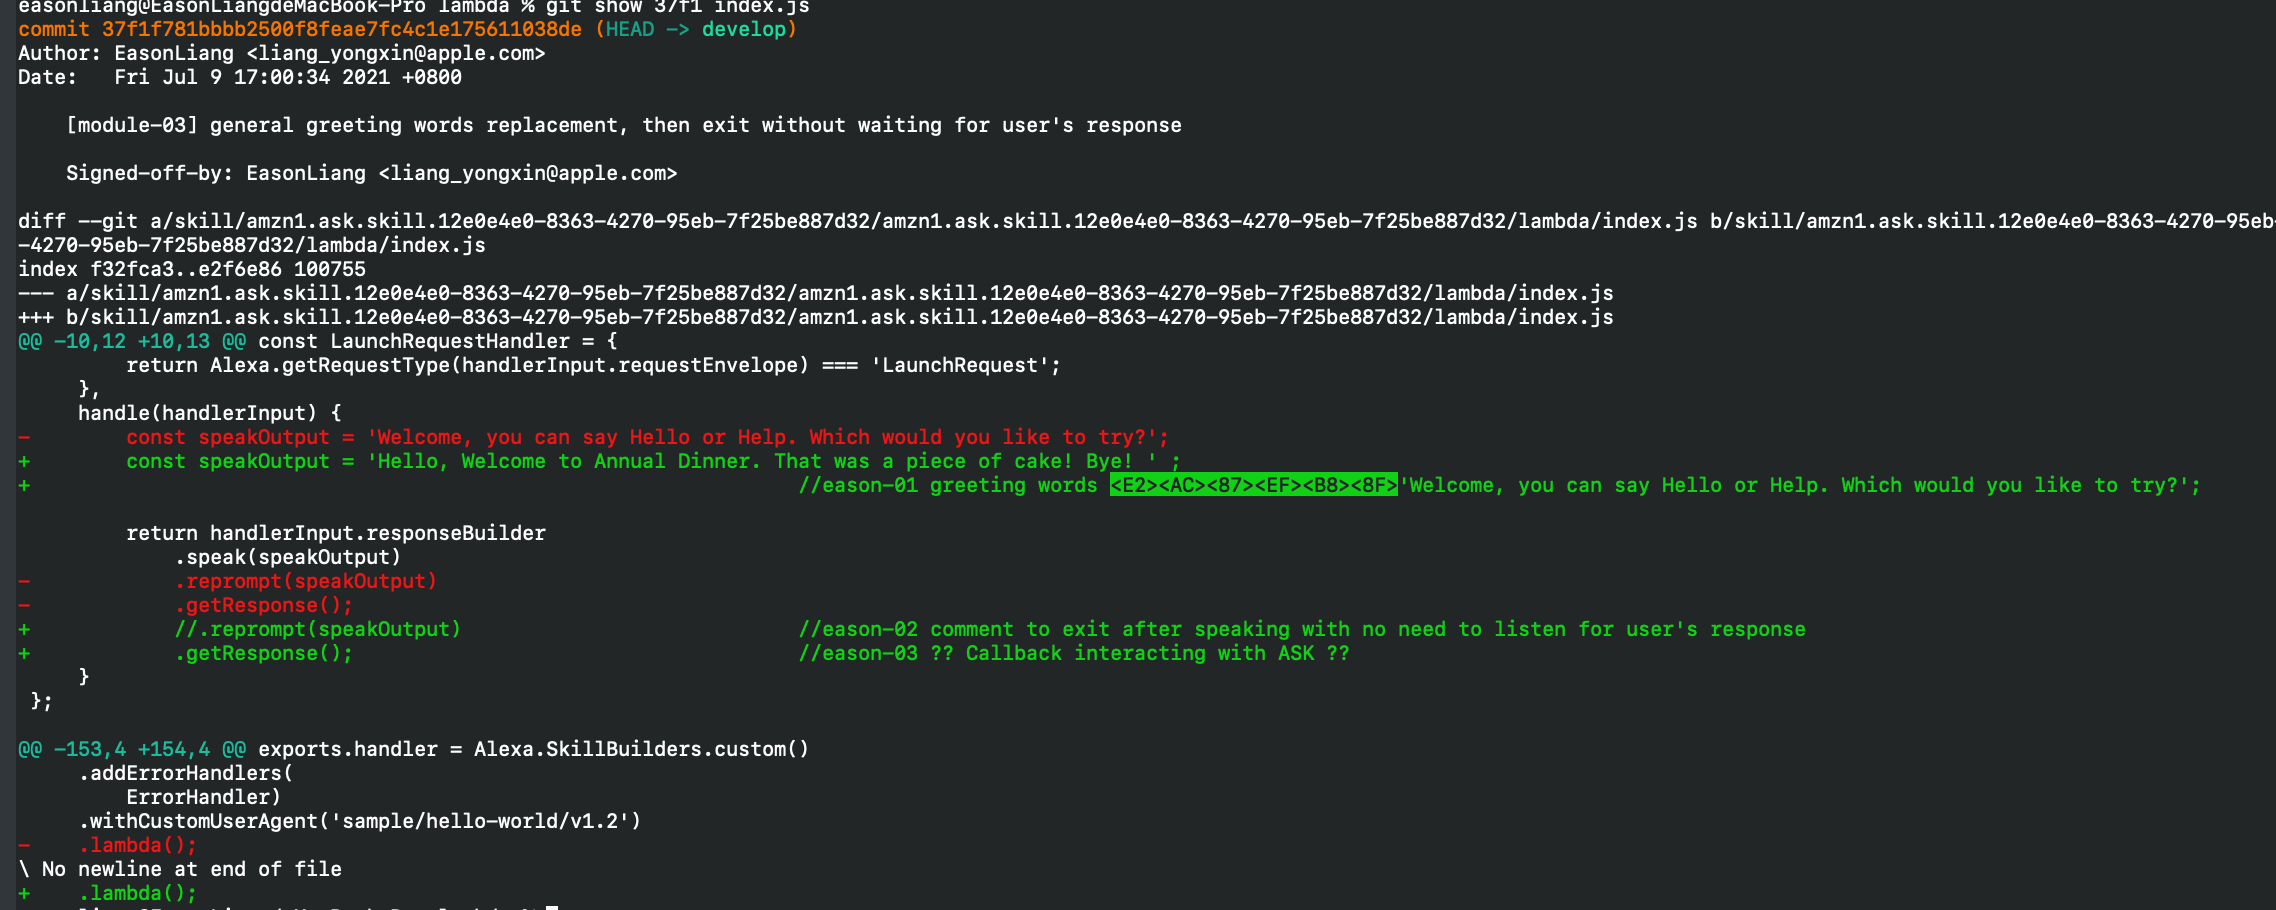 easonliang@EasonLiangdeMacBook-Pro lambda % git show 37f1 index.js
commit 37f1f781bbbb2500f8feae7fc4c1e175611038de (HEAD -> develop)
Author: EasonLiang <liang_yongxin@apple.com>
Date:   Fri Jul 9 17:00:34 2021 +0800
    [module-03] general greeting words replacement, then exit without waiting for user's response
    Signed-off-by: EasonLiang <liang_yongxin@apple.com>
diff --git a/skill/amzn1.ask.skill.12e0e4e0-8363-4270-95eb-7f25be887d32/amzn1.ask.skill.12e0e4e0-8363-4270-95eb-7f25be887d32/lambda/index.js b/skill/amzn1.ask.skill.12e0e4e0-8363-4270-95eb-
-4270-95eb-7f25be887d32/lambda/index.js
index f32fca3..e2f6e86 100755
--- a/skill/amzn1.ask.skill.12e0e4e0-8363-4270-95eb-7f25be887d32/amzn1.ask.skill.12e0e4e0-8363-4270-95eb-7f25be887d32/lambda/index.js
+++ b/skill/amzn1.ask.skill.12e0e4e0-8363-4270-95eb-7f25be887d32/amzn1.ask.skill.12e0e4e0-8363-4270-95eb-7f25be887d32/lambda/index.js
@@ -10,12 +10,13 @@ const LaunchRequestHandler = {
         return Alexa.getRequestType(handlerInput.requestEnvelope) === 'LaunchRequest';
     },
     handle(handlerInput) {
-        const speakOutput = 'Welcome, you can say Hello or Help. Which would you like to try?';
+        const speakOutput = 'Hello, Welcome to Annual Dinner. That was a piece of cake! Bye! ' ;
+                                                                //eason-01 greeting words <E2><AC><87><EF><B8><8F>'Welcome, you can say Hello or Help. Which would you like to try?';
         return handlerInput.responseBuilder
             .speak(speakOutput)
-            .reprompt(speakOutput)
-            .getResponse();
+            //.reprompt(speakOutput)                            //eason-02 comment to exit after speaking with no need to listen for user's response
+            .getResponse();                                     //eason-03 ?? Callback interacting with ASK ??
     }
 };
@@ -153,4 +154,4 @@ exports.handler = Alexa.SkillBuilders.custom()
     .addErrorHandlers(
         ErrorHandler)
     .withCustomUserAgent('sample/hello-world/v1.2')
-    .lambda();
\ No newline at end of file
+    .lambda();